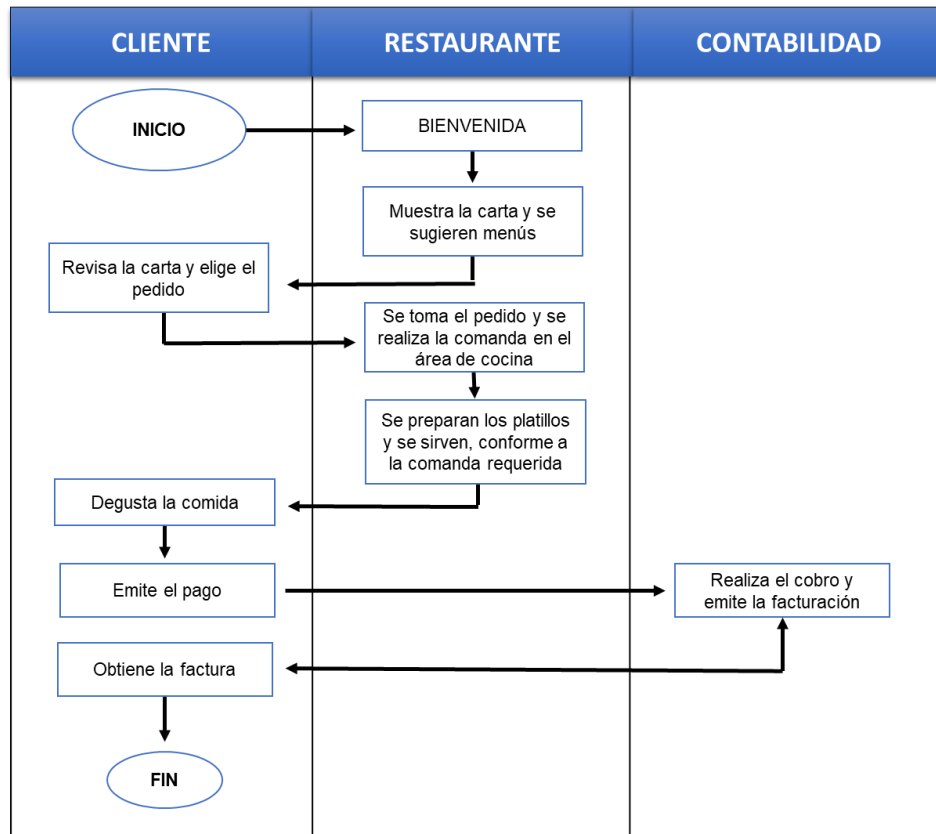 CLIENTE
RESTAURANTE
CONTABILIDAD
INICIO
BIENVENIDA
Muestra la carta y se
sugieren menús
Revisa la carta y elige el
pedido
Se toma el pedido y se
realiza la comanda en el
área de cocina
Se preparan los platillos
y se sirven, conforme a
la comanda requerida
Degusta la comida
Emite el pago
Realiza el cobro y
emite la facturación
Obtiene la factura
FIN